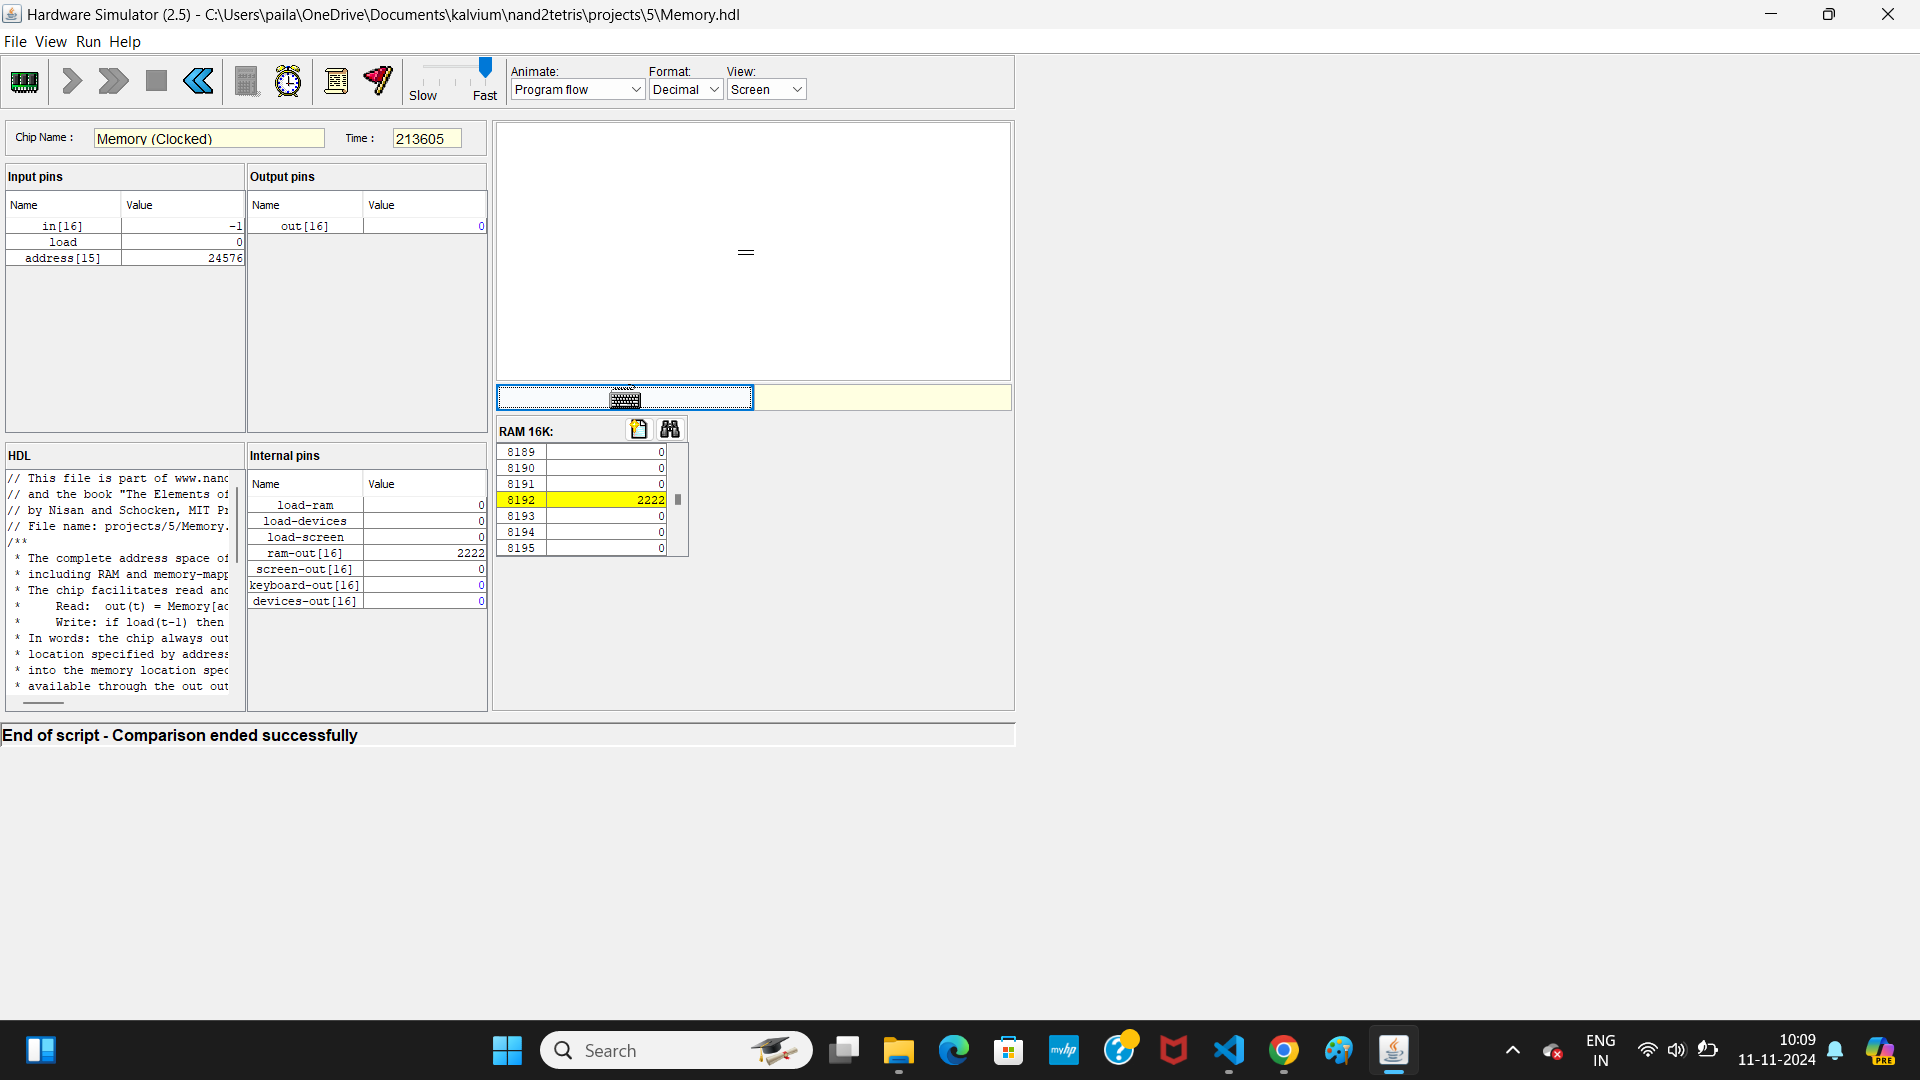 Hardware Simulator (2.5) - C:\Users\paila\OneDrive\Documents\kalvium\nand2tetris\projects\5\Memory.hdl
File View Run Help
Slow Fast
Animate:
Program flow
Format:
Decimal
View:
Screen
Chip Name :
Memory (Clocked)
Time :
213605
Input pins
Name Value
in[16] -1
load 0
address[15] 24576
Output pins
Name Value
out[16] 0
HDL
// This file is part of www.nand
// and the book "The Elements of
// by Nisan and Schocken, MIT Pr
// File name: projects/5/Memory.
/**
* The complete address space of
* including RAM and memory-mapp
* The chip facilitates read and
* Read: out(t) = Memory[ad
* Write: if load(t-1) then
* In words: the chip always out
* location specified by address
* into the memory location spec
* available through the out out
Internal pins
Name Value
load-ram 0
load-devices 0
load-screen 0
ram-out[16] 2222
screen-out[16] 0
keyboard-out[16] 0
devices-out[16] 0
RAM 16K:
8189 0
8190 0
8191 0
8192 2222
8193 0
8194 0
8195 0
End of script - Comparison ended successfully
Search
myhp
ENG
IN
10:09
11-11-2024
PRE